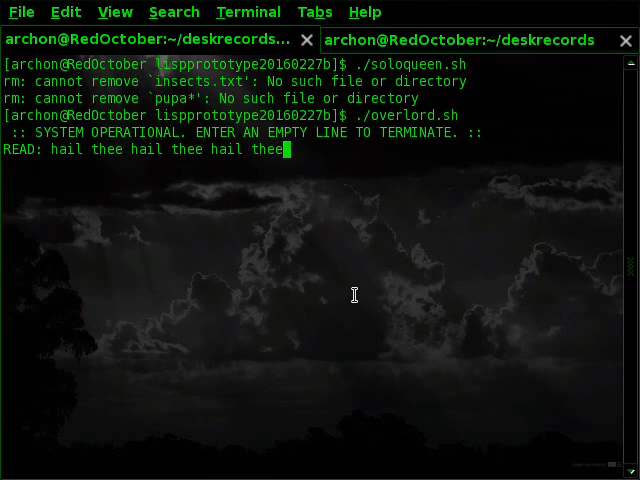 File Edit View Search Terminal Tabs Help
archon@RedOctober:~/deskrecords... archon@RedOctober:~/deskrecords
[archon@RedOctober lispprototype20160227b]$ ./soloqueen.sh
rm: cannot remove `insects.txt': No such file or directory
rm: cannot remove `pupa*': No such file or directory
[archon@RedOctober lispprototype20160227b]$ ./overlord.sh
:: SYSTEM OPERATIONAL. ENTER AN EMPTY LINE TO TERMINATE. ::
READ: hail thee hail thee hail thee